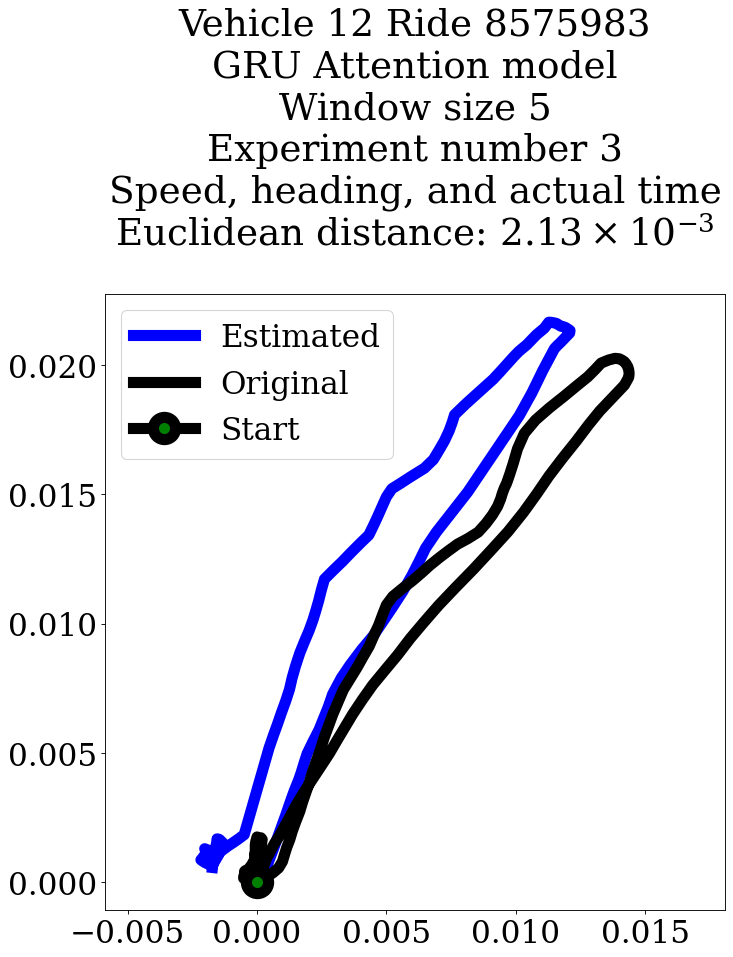 Vehicle 12 Ride 8575983
GRU Attention model
Window size 5
Experiment number 3
Speed, heading, and actual time
Euclidean distance: 2.13 × 10⁻³
Estimated
Original
Start
0.020
0.015
0.010
0.005
0.000
−0.005 0.000 0.005 0.010 0.015